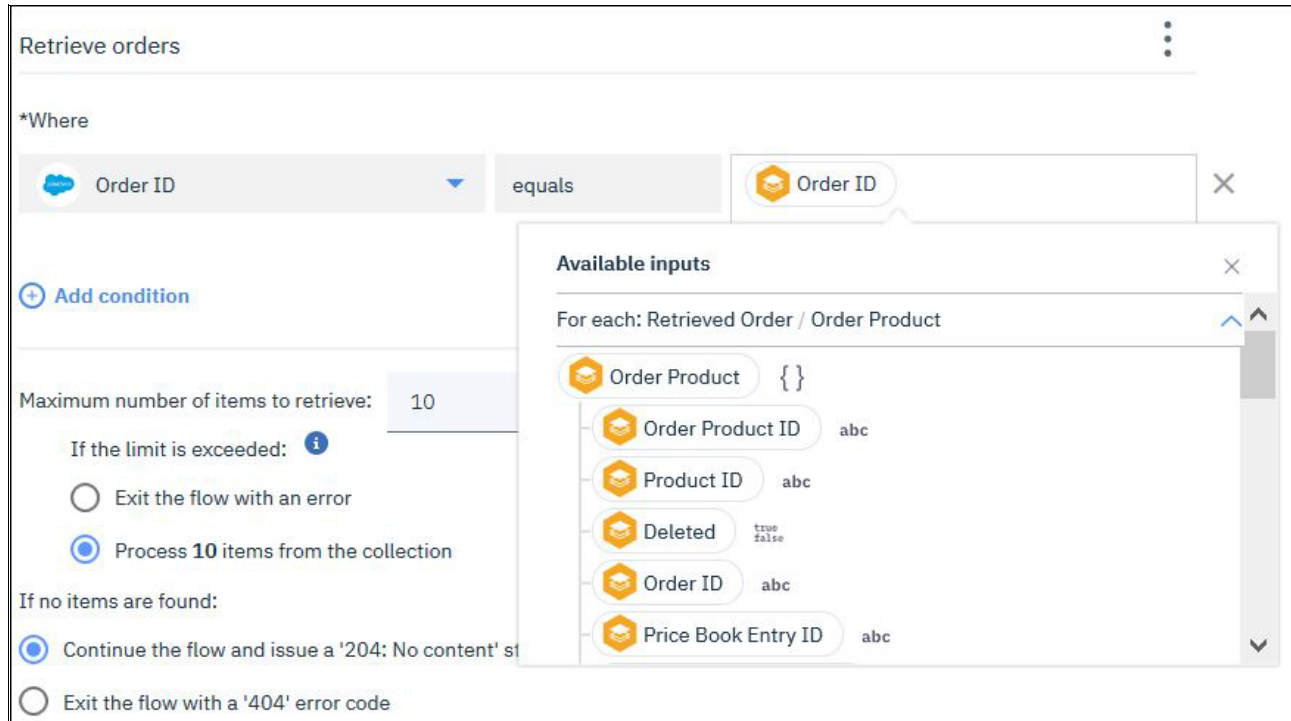 Retrieve orders
*Where
Order ID equals Order ID
Available inputs
Add condition
For each: Retrieved Order / Order Product
Order Product { }
Maximum number of items to retrieve: 10
Order Product ID abc
If the limit is exceeded:
Product ID abc
Exit the flow with an error
Deleted true false
Process 10 items from the collection
Order ID abc
If no items are found:
Price Book Entry ID abc
Continue the flow and issue a '204: No content' st
Exit the flow with a '404' error code